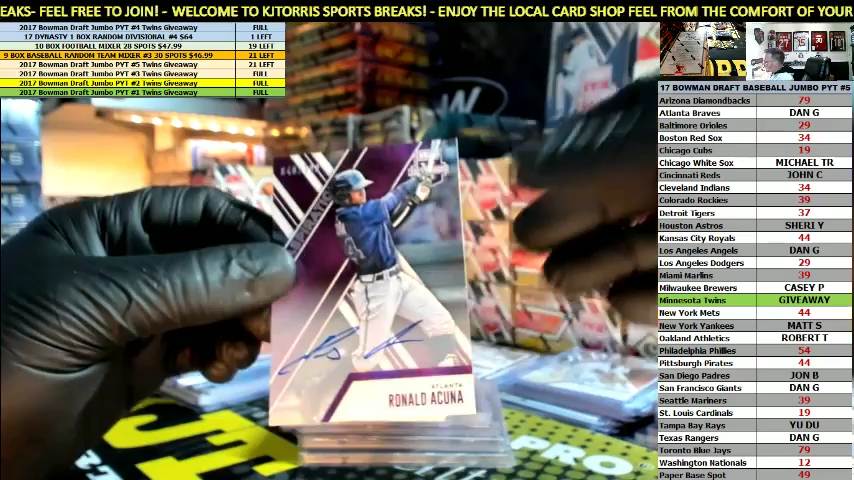 EAKS- FEEL FREE TO JOIN! - WELCOME TO KITORRIS SPORTS BREAKS! - ENJOY THE LOCAL CARD SHOP FEEL FROM THE COMFORT OF YOUR
2017 Bowman Draft Jumbo PYT #4 Twins Giveaway FULL
17 DYNASTY 1 BOX RANDOM DIVISIONAL #4 $64 1 LEFT
10 BOX FOOTBALL MIXER 28 SPOTS $47.99 19 LEFT
9 BOX BASEBALL RANDOM TEAM MIXER #3 30 SPOTS $46.99 21 LEFT
2017 Bowman Draft Jumbo PYT #5 Twins Giveaway 21 LEFT
2017 Bowman Draft Jumbo PYT #3 Twins Giveaway FULL
2017 Bowman Draft Jumbo PYT #2 Twins Giveaway FULL
2017 Bowman Draft Jumbo PYT #1 Twins Giveaway FULL
17 BOWMAN DRAFT BASEBALL JUMBO PYT #5
Arizona Diamondbacks 79
Atlanta Braves DAN G
Baltimore Orioles 29
Boston Red Sox 34
Chicago Cubs 19
Chicago White Sox MICHAEL TR
Cincinnati Reds JOHN C
Cleveland Indians 34
Colorado Rockies 39
Detroit Tigers 37
Houston Astros SHERI Y
Kansas City Royals 44
Los Angeles Angels DAN G
Los Angeles Dodgers 29
Miami Marlins 39
Milwaukee Brewers CASEY P
Minnesota Twins GIVEAWAY
New York Mets 44
New York Yankees MATT S
Oakland Athletics ROBERT T
Philadelphia Phillies 54
Pittsburgh Pirates 44
San Diego Padres JON B
San Francisco Giants DAN G
Seattle Mariners 39
St. Louis Cardinals 19
Tampa Bay Rays YU DU
Texas Rangers DAN G
Toronto Blue Jays 79
Washington Nationals 12
Paper Base Spot 49
ATLANTA
RONALD ACUNA
PRO